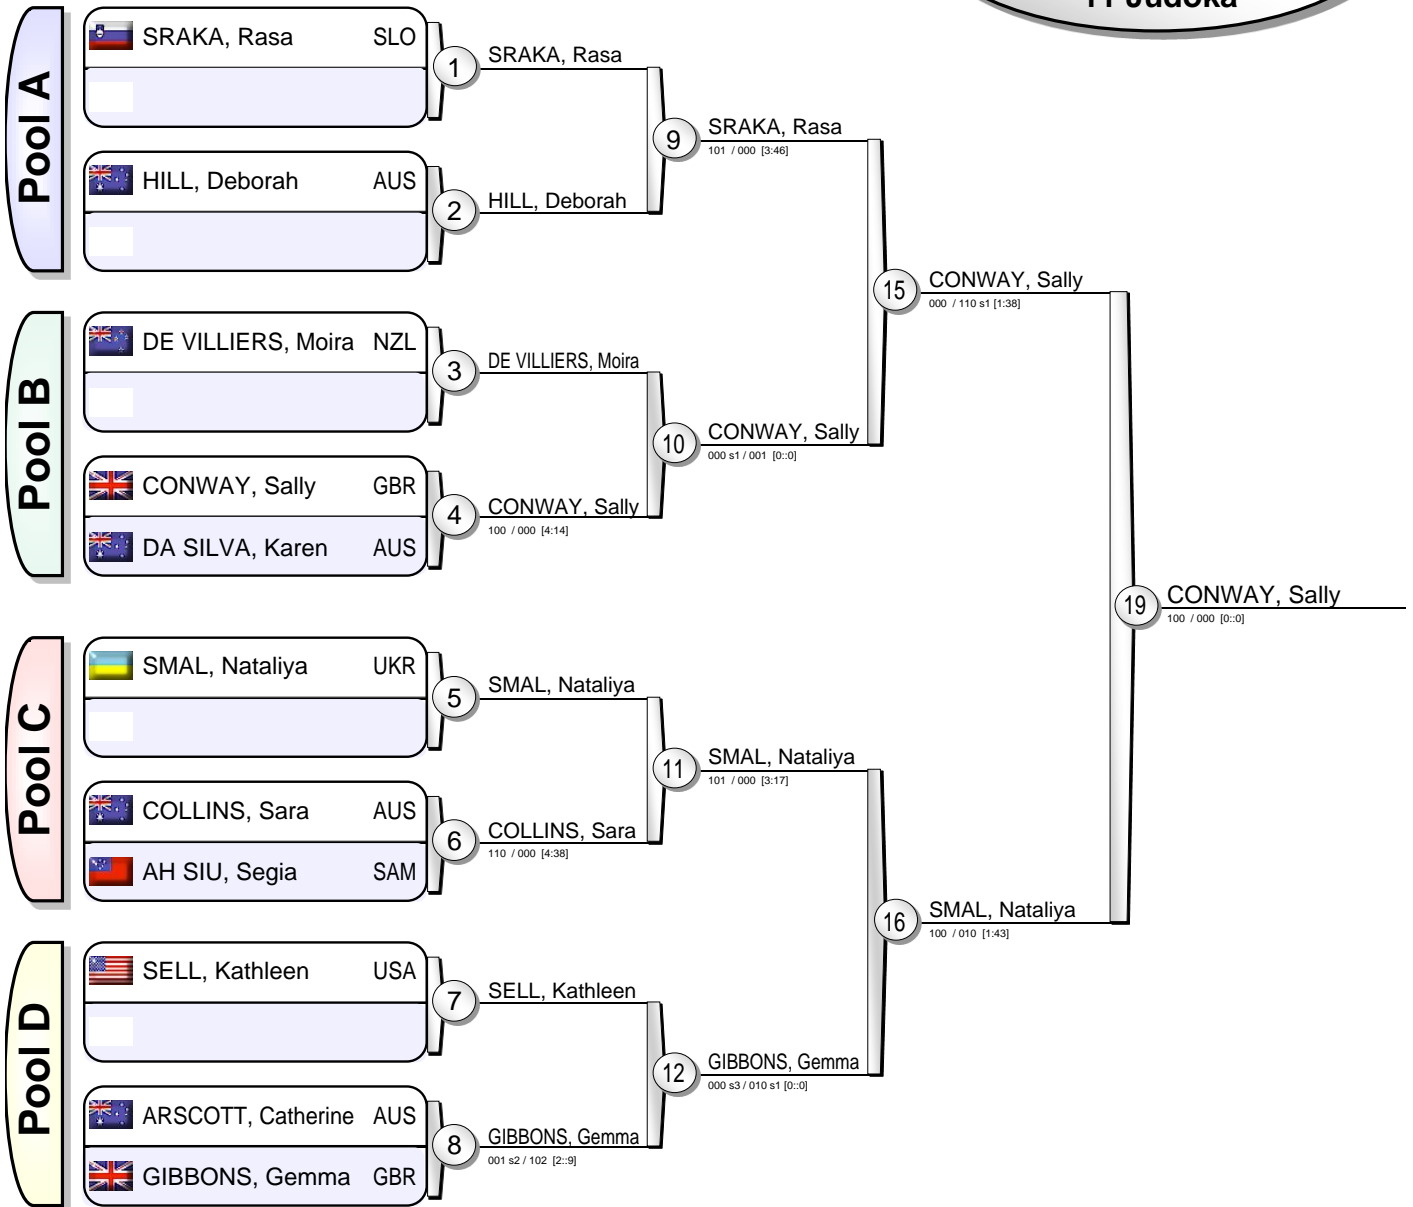 11 Judoka
Pool A
SRAKA, Rasa SLO
1
SRAKA, Rasa
HILL, Deborah AUS
2
HILL, Deborah
9
SRAKA, Rasa
101 / 000 [3:46]
Pool B
DE VILLIERS, Moira NZL
3
DE VILLIERS, Moira
CONWAY, Sally GBR
DA SILVA, Karen AUS
4
CONWAY, Sally
100 / 000 [4:14]
10
CONWAY, Sally
000 s1 / 001 [0::0]
15
CONWAY, Sally
000 / 110 s1 [1:38]
Pool C
SMAL, Nataliya UKR
5
SMAL, Nataliya
COLLINS, Sara AUS
AH SIU, Segia SAM
6
COLLINS, Sara
110 / 000 [4:38]
11
SMAL, Nataliya
101 / 000 [3:17]
Pool D
SELL, Kathleen USA
7
SELL, Kathleen
ARSCOTT, Catherine AUS
GIBBONS, Gemma GBR
8
GIBBONS, Gemma
001 s2 / 102 [2::9]
12
GIBBONS, Gemma
000 s3 / 010 s1 [0::0]
16
SMAL, Nataliya
100 / 010 [1:43]
19
CONWAY, Sally
100 / 000 [0::0]